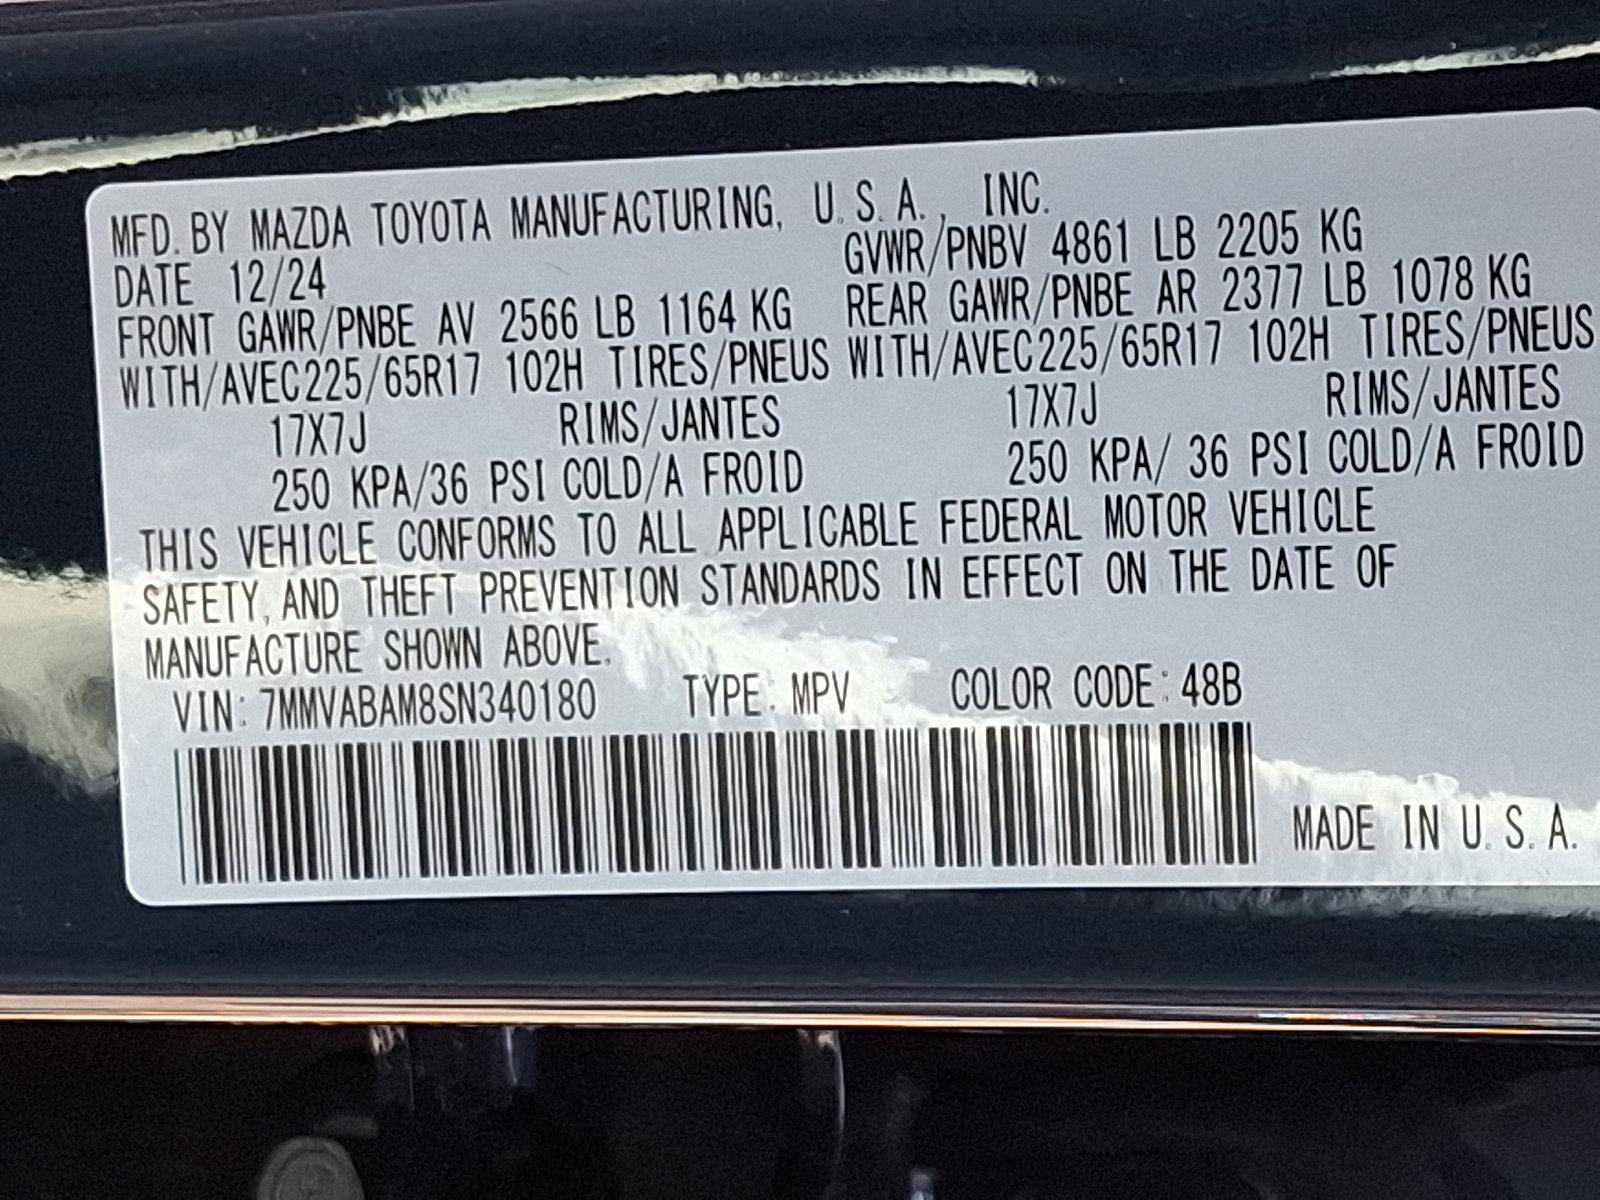 MFD. BY MAZDA TOYOTA MANUFACTURING, U.S.A., INC.
DATE 12/24 GVWR/PNBV 4861 LB 2205 KG
FRONT GAWR/PNBE AV 2566 LB 1164 KG REAR GAWR/PNBE AR 2377 LB 1078 KG
WITH/AVEC225/65R17 102H TIRES/PNEUS WITH/AVEC225/65R17 102H TIRES/PNEUS
17X7J RIMS/JANTES 17X7J RIMS/JANTES
250 KPA/36 PSI COLD/A FROID 250 KPA/ 36 PSI COLD/A FROID
THIS VEHICLE CONFORMS TO ALL APPLICABLE FEDERAL MOTOR VEHICLE
SAFETY, AND THEFT PREVENTION STANDARDS IN EFFECT ON THE DATE OF
MANUFACTURE SHOWN ABOVE.
VIN: 7MMVABAM8SN340180 TYPE: MPV COLOR CODE: 48B
MADE IN U.S.A.